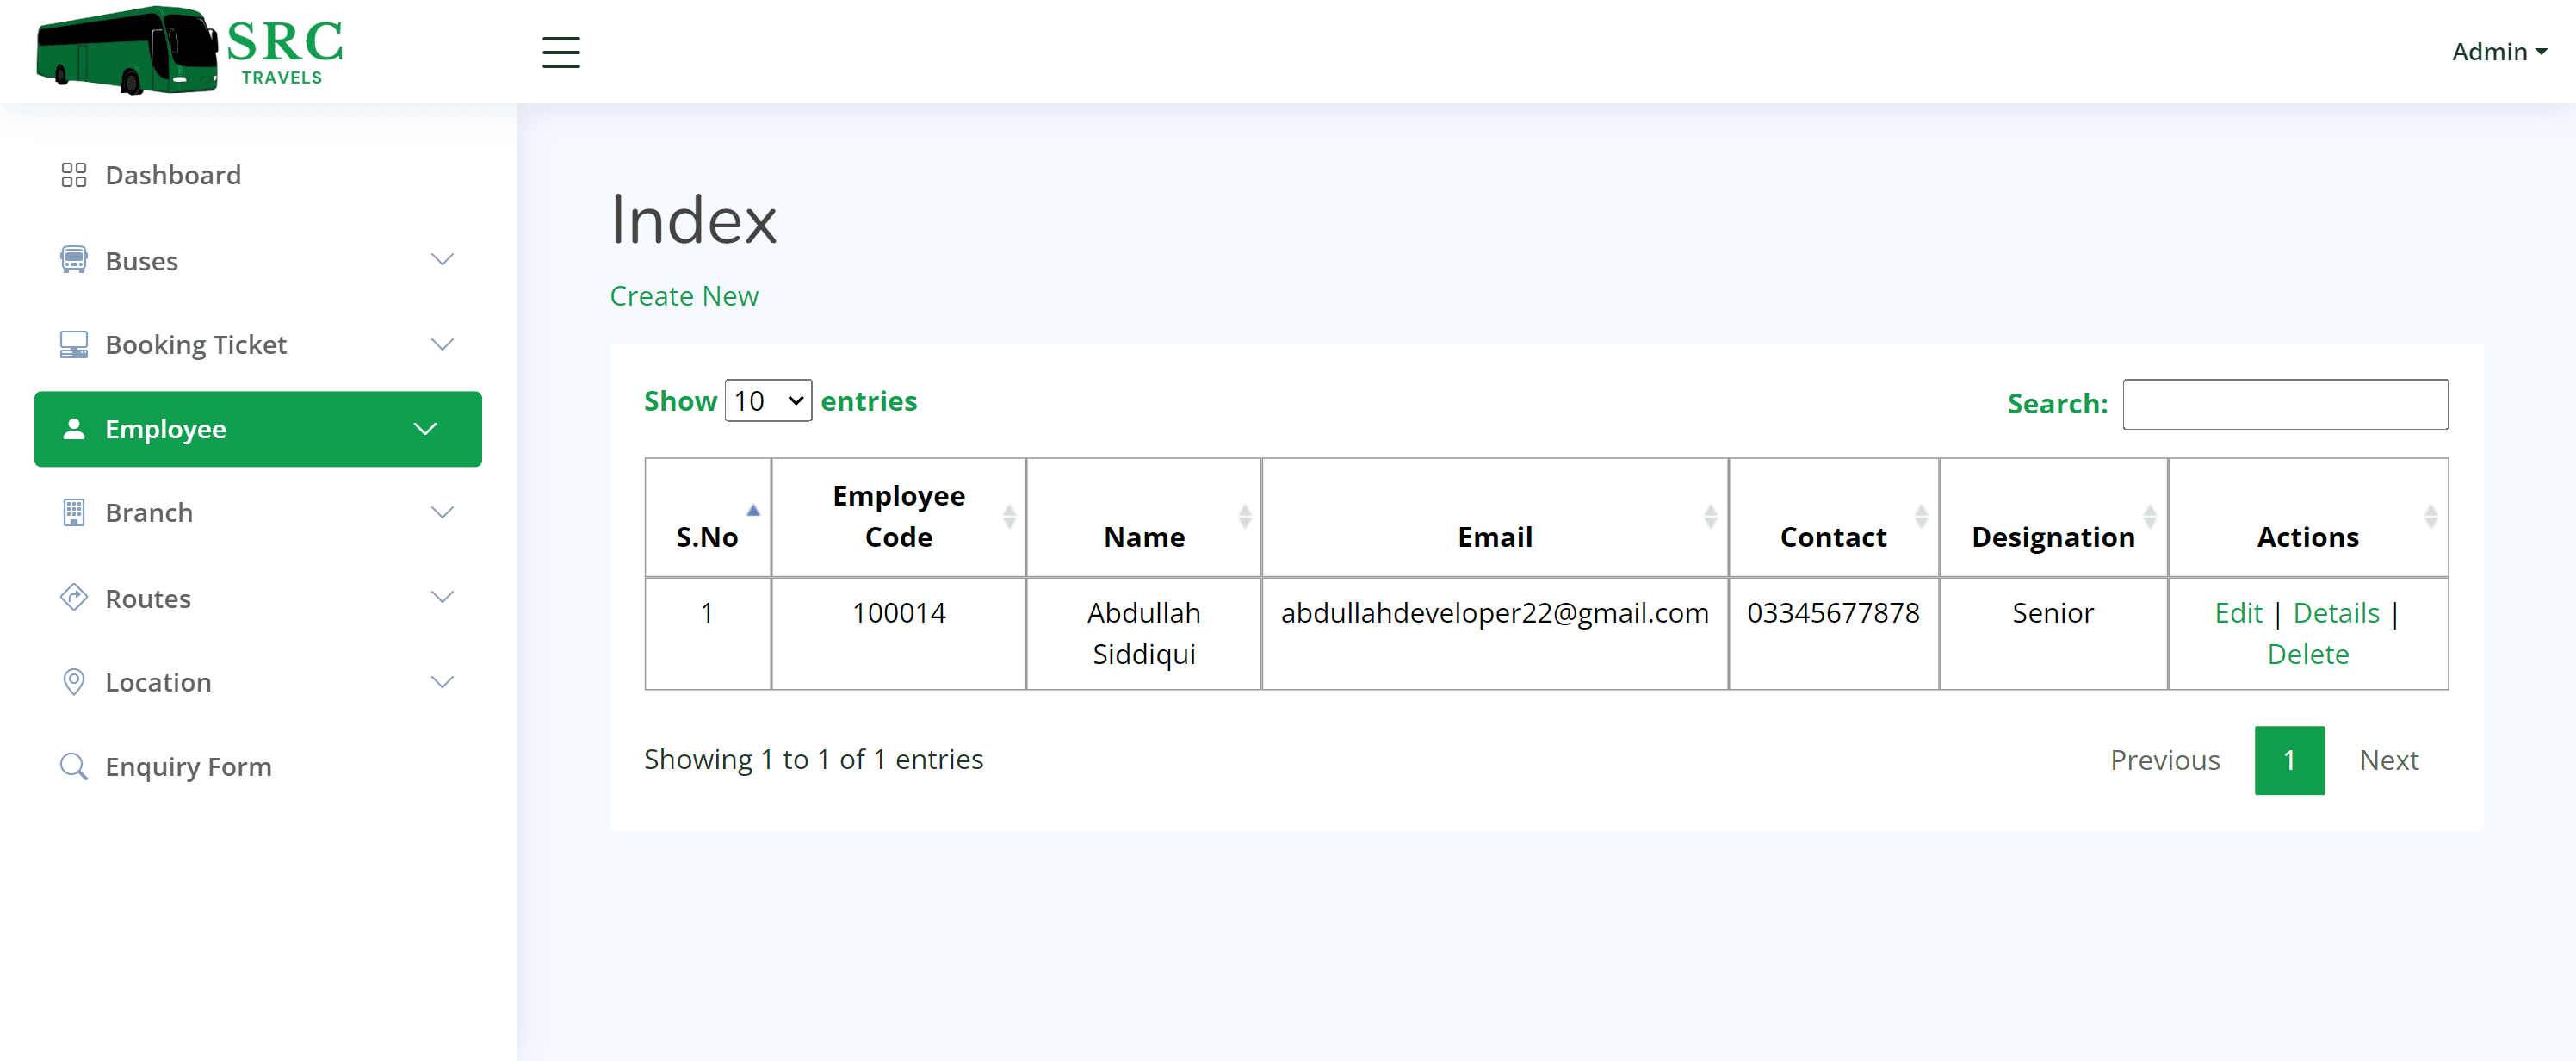 SRC
TRAVELS
Admin
Dashboard
Buses
Booking Ticket
Employee
Branch
Routes
Location
Enquiry Form
Index
Create New
Show 10 entries
Search:
S.No
Employee
Code
Name
Email
Contact
Designation
Actions
1
100014
Abdullah
Siddiqui
abdullahdeveloper22@gmail.com
03345677878
Senior
Edit | Details |
Delete
Showing 1 to 1 of 1 entries
Previous 1 Next